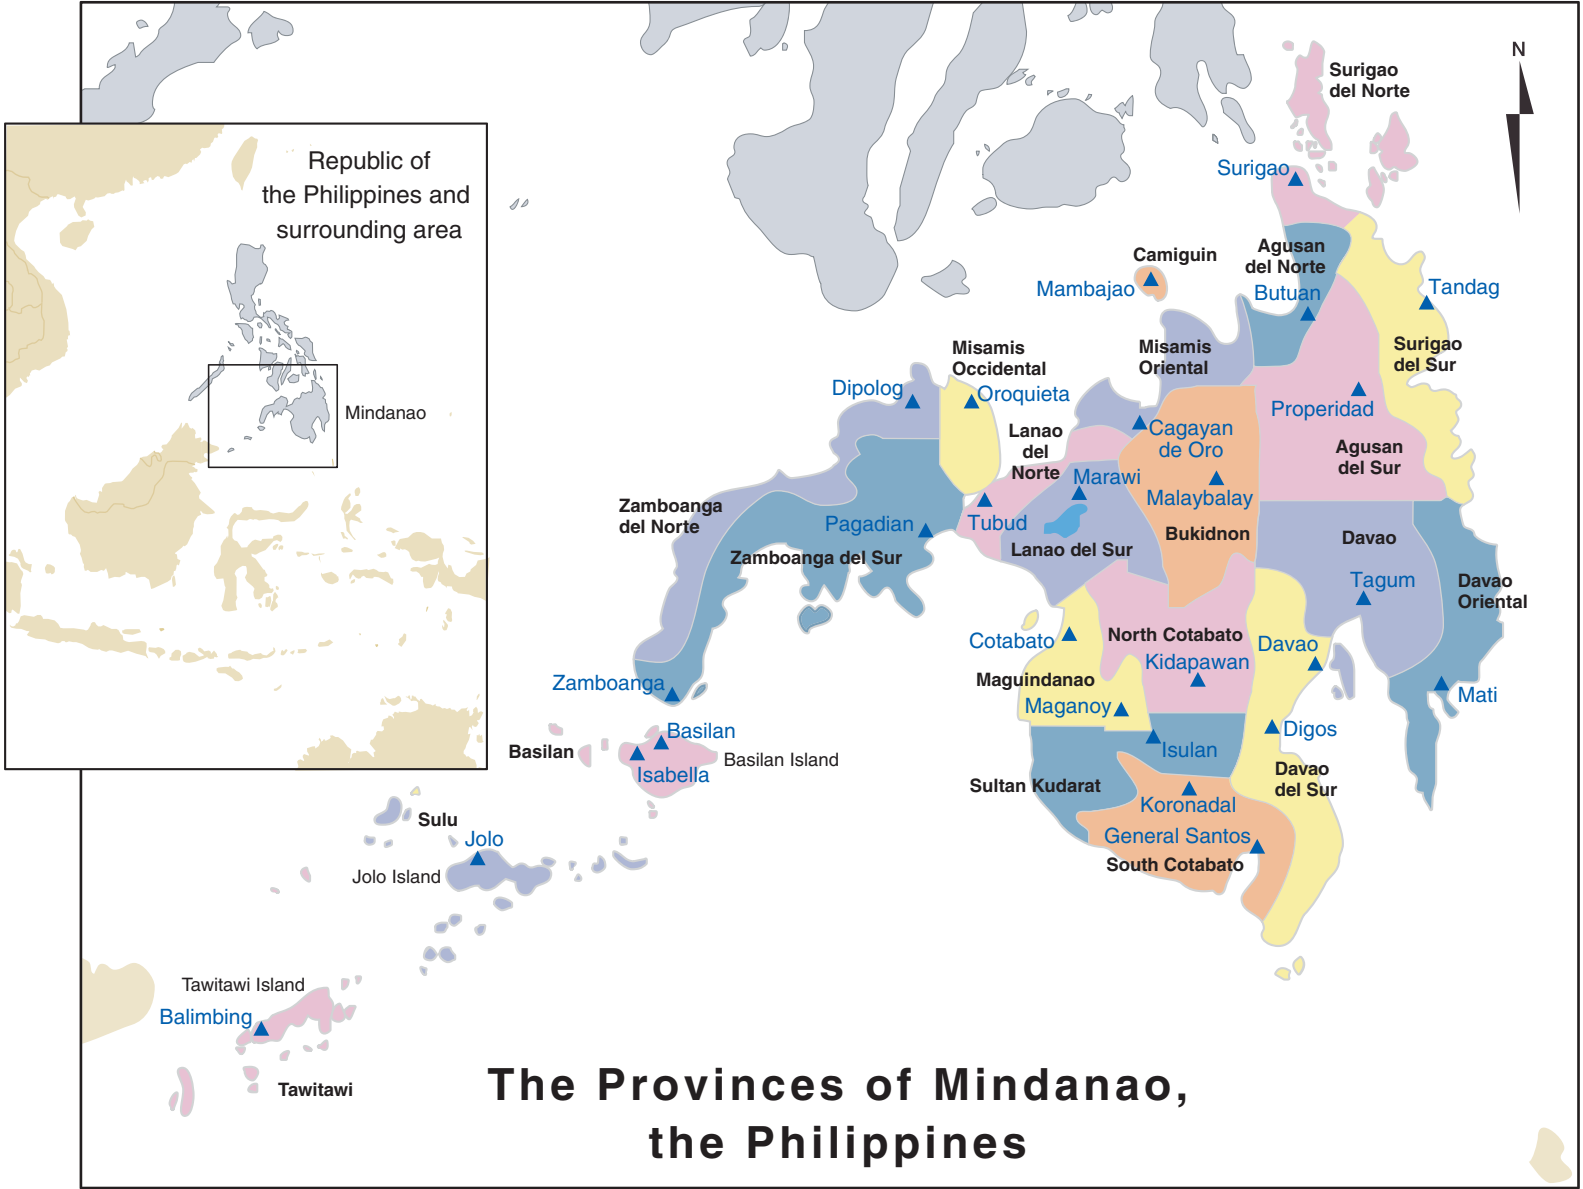 Republic of
the Philippines and
surrounding area
Mindanao
N
Surigao
del Norte
Surigao
Agusan
del Norte
Butuan
Camiguin
Mambajao
Tandag
Surigao
del Sur
Misamis
Oriental
Misamis
Occidental
Oroquieta
Dipolog
Properidad
Agusan
del Sur
Cagayan
de Oro
Lanao
del
Norte
Marawi
Malaybalay
Bukidnon
Zamboanga
del Norte
Pagadian
Tubud
Lanao del Sur
Zamboanga del Sur
Davao
Tagum
Davao
Oriental
Cotabato
North Cotabato
Kidapawan
Davao
Maguindanao
Maganoy
Mati
Zamboanga
Digos
Isulan
Basilan
Basilan
Isabella
Basilan Island
Sultan Kudarat
Davao
del Sur
Koronadal
General Santos
South Cotabato
Sulu
Jolo
Jolo Island
Tawitawi Island
Balimbing
Tawitawi
The Provinces of Mindanao,
the Philippines